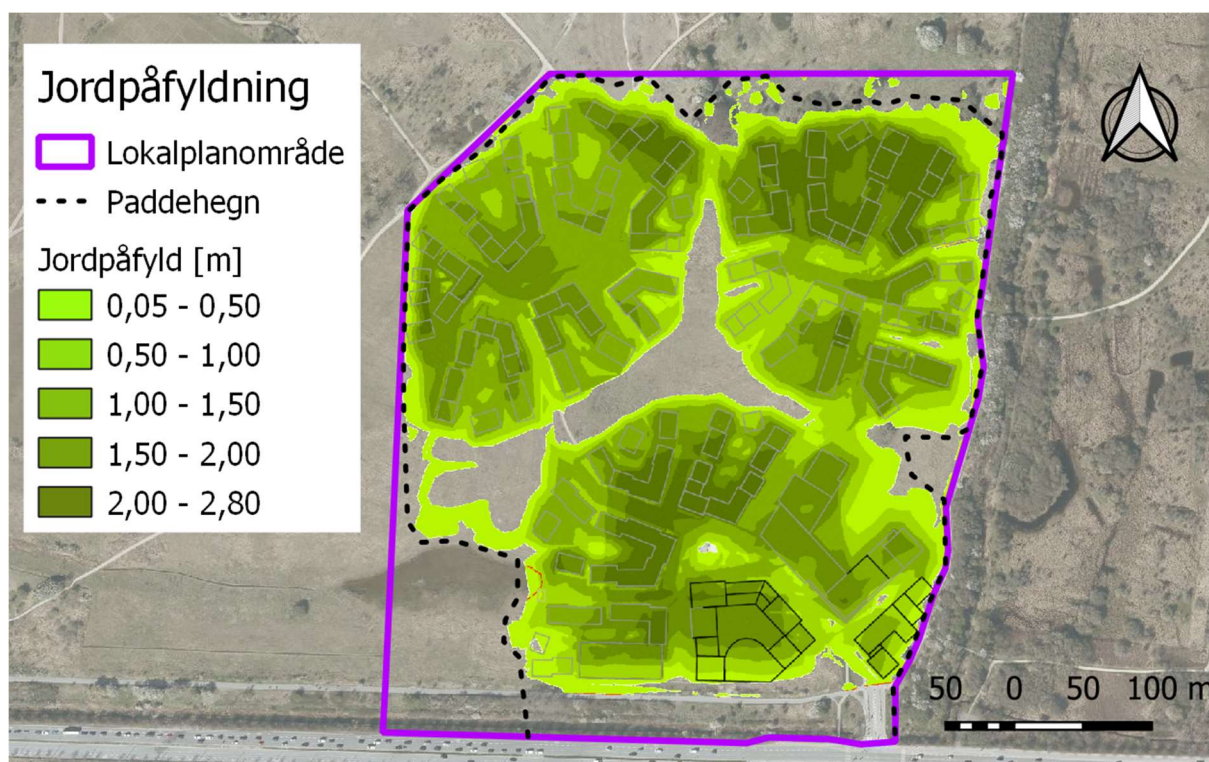 Jordpåfyldning
Lokalplanområde
Paddehegn
Jordpåfyld [m]
0,05 - 0,50
0,50 - 1,00
1,00 - 1,50
1,50 - 2,00
2,00 - 2,80
50 0 50 100 m